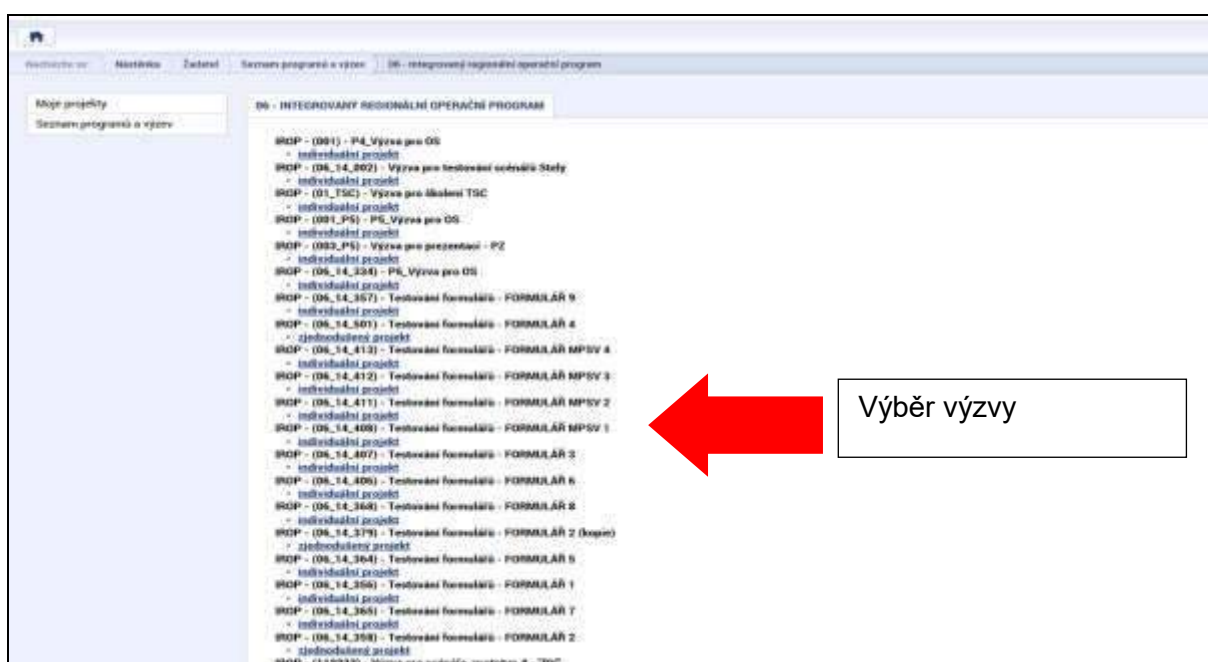 Nacházíte se: Nástěnka Žadatel Seznam programů a výzev 06 - Integrovaný regionální operační program
Moje projekty
Seznam programů a výzev
06 - INTEGROVANÝ REGIONÁLNÍ OPERAČNÍ PROGRAM
IROP - (001) - P4_Výzva pro OS
- individuální projekt
IROP - (06_14_002) - Výzva pro testování scénářů Stely
- individuální projekt
IROP - (01_TSC) - Výzva pro školení TSC
- individuální projekt
IROP - (001_P5) - P5_Výzva pro OS
- individuální projekt
IROP - (003_P5) - Výzva pro prezentaci - PZ
- individuální projekt
IROP - (06_14_334) - P6_Výzva pro OS
- individuální projekt
IROP - (06_14_357) - Testování formulářů - FORMULÁŘ 9
- individuální projekt
IROP - (06_14_501) - Testování formulářů - FORMULÁŘ 4
- zjednodušený projekt
IROP - (06_14_413) - Testování formulářů - FORMULÁŘ MPSV 4
- individuální projekt
IROP - (06_14_412) - Testování formulářů - FORMULÁŘ MPSV 3
- individuální projekt
IROP - (06_14_411) - Testování formulářů - FORMULÁŘ MPSV 2
- individuální projekt
IROP - (06_14_408) - Testování formulářů - FORMULÁŘ MPSV 1
- individuální projekt
IROP - (06_14_407) - Testování formulářů - FORMULÁŘ 3
- individuální projekt
IROP - (06_14_406) - Testování formulářů - FORMULÁŘ 6
- individuální projekt
IROP - (06_14_368) - Testování formulářů - FORMULÁŘ 8
- individuální projekt
IROP - (06_14_379) - Testování formulářů - FORMULÁŘ 2 (kopie)
- zjednodušený projekt
IROP - (06_14_364) - Testování formulářů - FORMULÁŘ 5
- individuální projekt
IROP - (06_14_356) - Testování formulářů - FORMULÁŘ 1
- individuální projekt
IROP - (06_14_365) - Testování formulářů - FORMULÁŘ 7
- individuální projekt
IROP - (06_14_358) - Testování formulářů - FORMULÁŘ 2
- zjednodušený projekt
Výběr výzvy